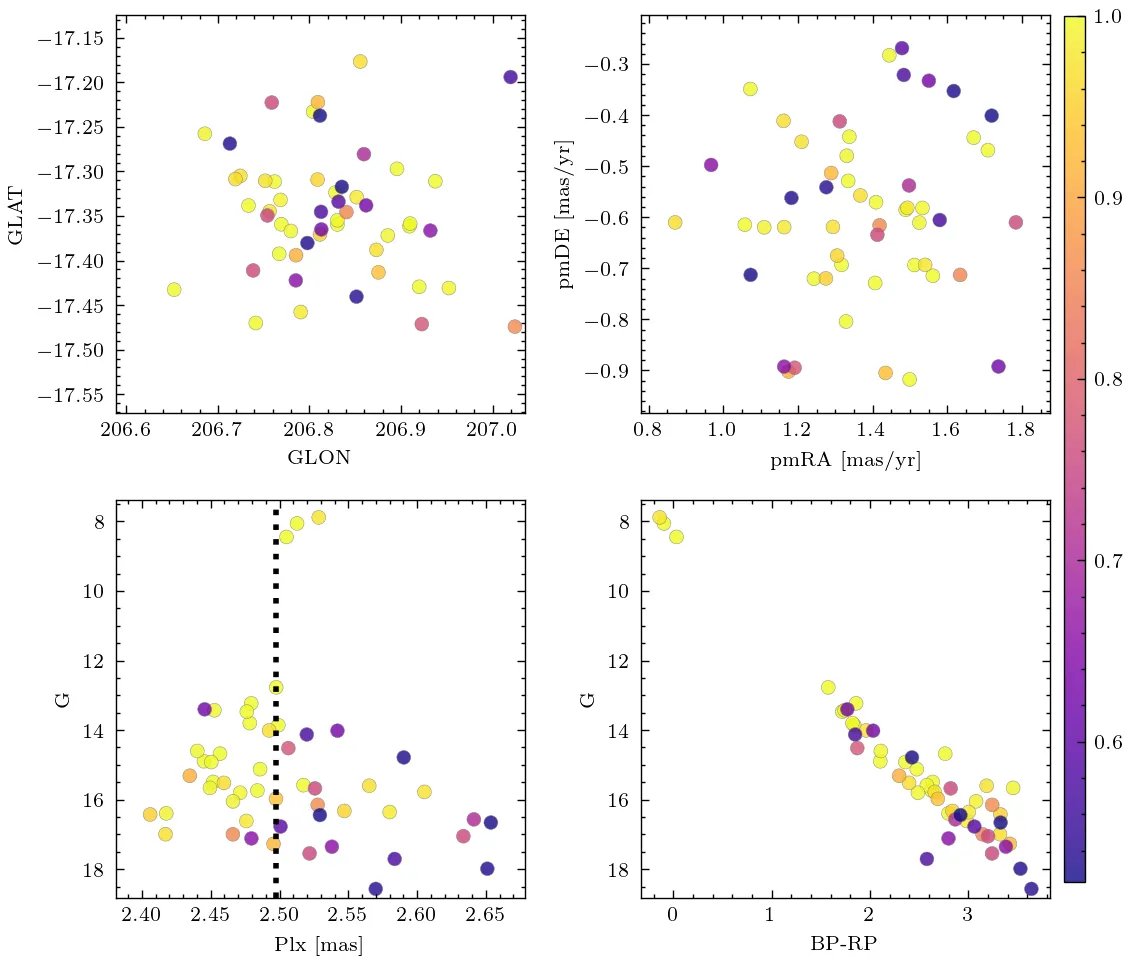 −17.15
−17.20
−17.25
−17.30
−17.35
−17.40
−17.45
−17.50
−17.55
GLAT
206.6 206.7 206.8 206.9 207.0
GLON
−0.3
−0.4
−0.5
−0.6
−0.7
−0.8
−0.9
pmDE [mas/yr]
0.8 1.0 1.2 1.4 1.6 1.8
pmRA [mas/yr]
1.0
0.9
0.8
0.7
0.6
8
10
12
14
16
18
G
2.40 2.45 2.50 2.55 2.60 2.65
Plx [mas]
8
10
12
14
16
18
G
0 1 2 3
BP-RP